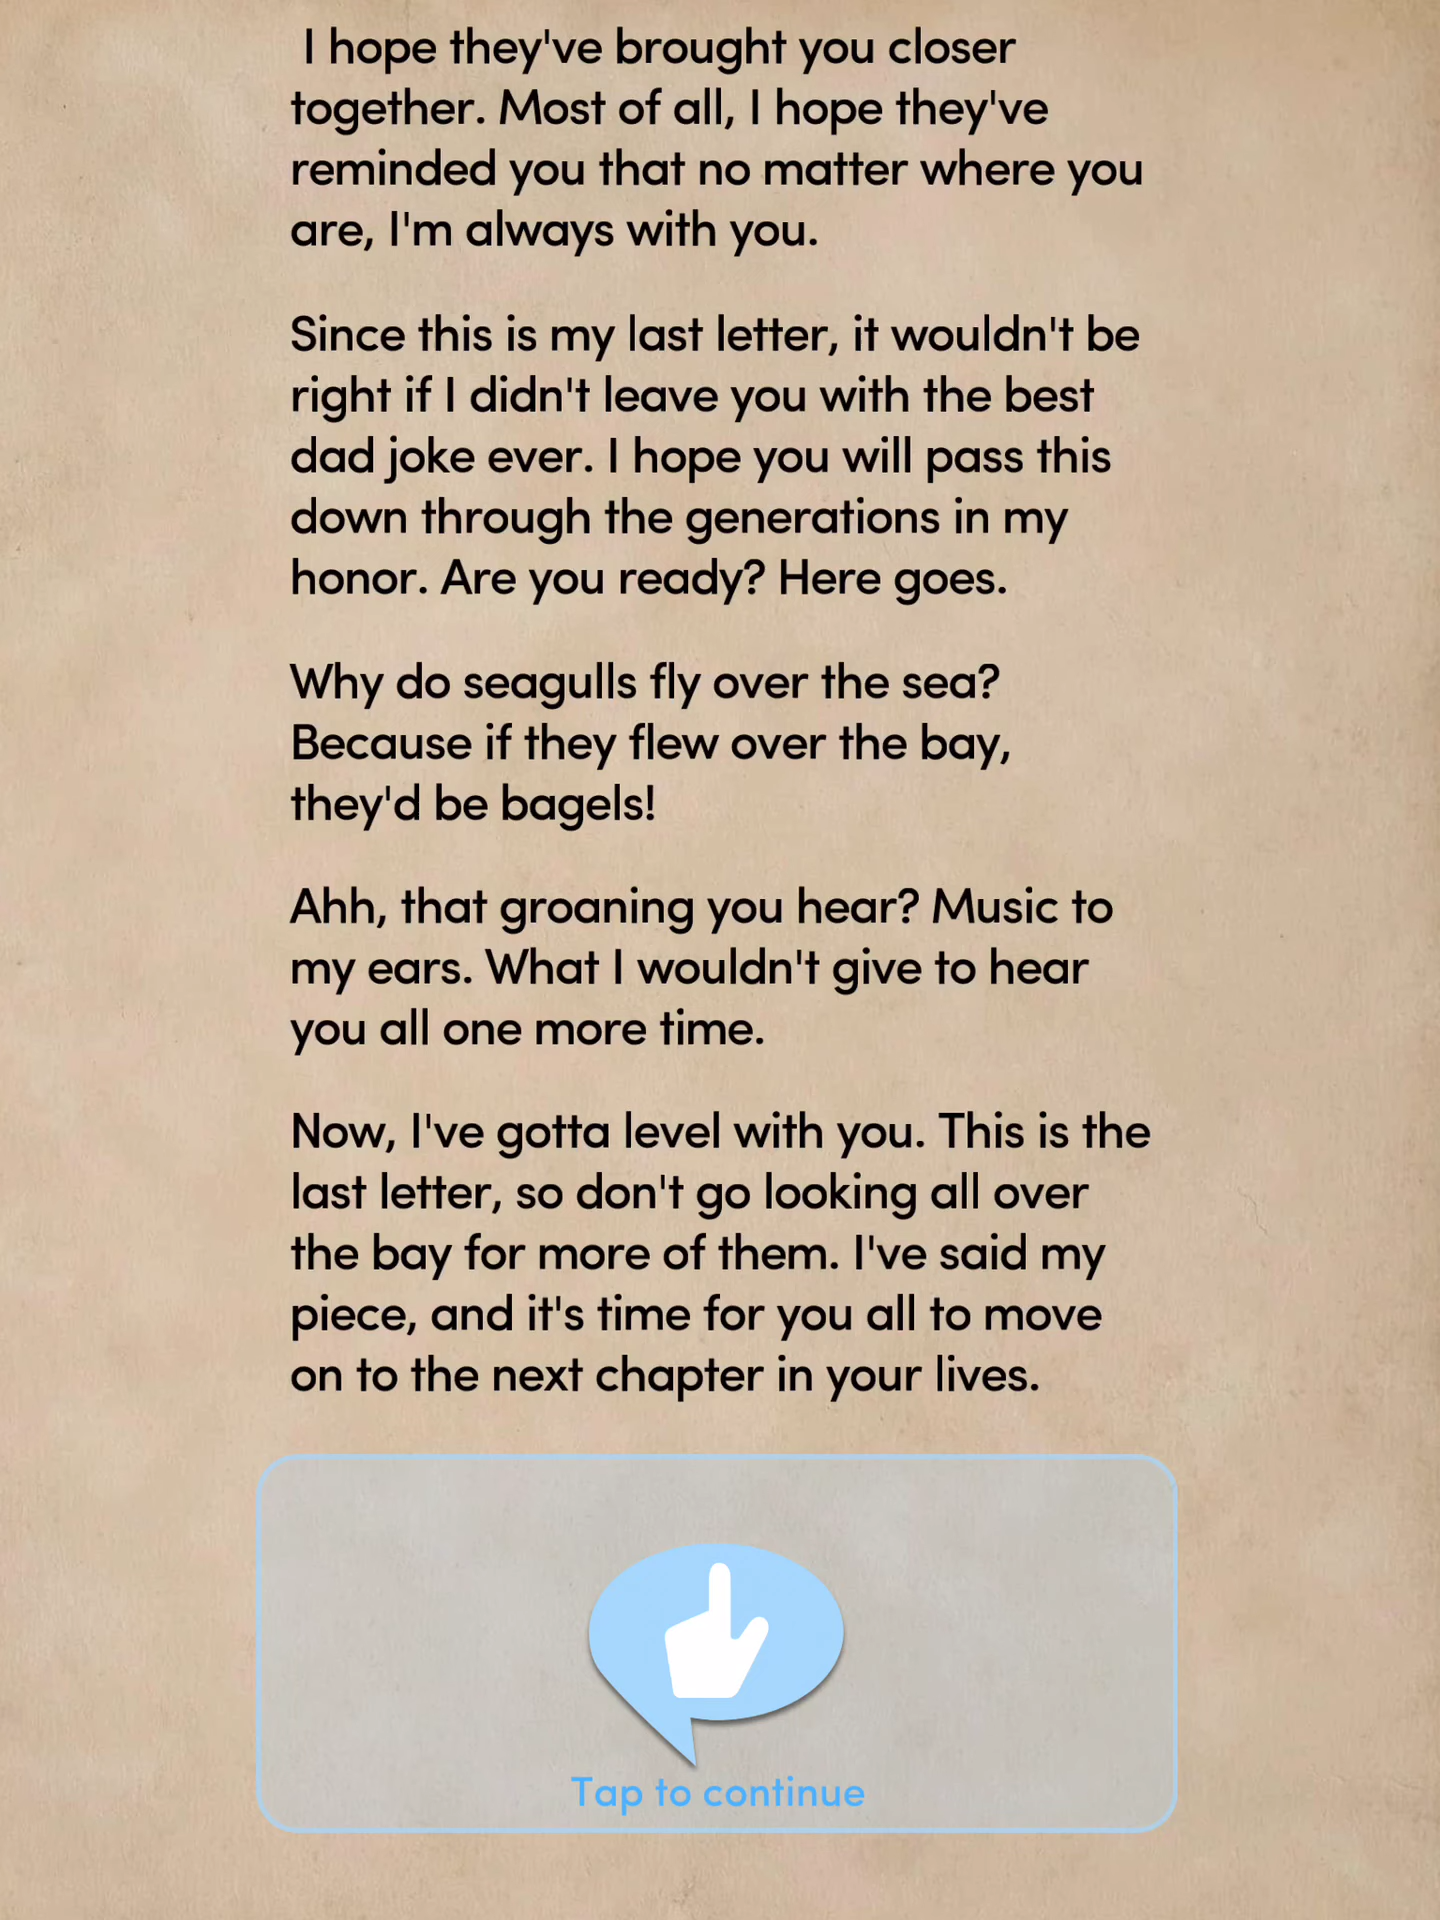 I hope they've brought you closer
together. Most of all, I hope they've
reminded you that no matter where you
are, I'm always with you.
Since this is my last letter, it wouldn't be
right if I didn't leave you with the best
dad joke ever. I hope you will pass this
down through the generations in my
honor. Are you ready? Here goes.
Why do seagulls fly over the sea?
Because if they flew over the bay,
they'd be bagels!
Ahh, that groaning you hear? Music to
my ears. What I wouldn't give to hear
you all one more time.
Now, I've gotta level with you. This is the
last letter, so don't go looking all over
the bay for more of them. I've said my
piece, and it's time for you all to move
on to the next chapter in your lives.
Tap to continue